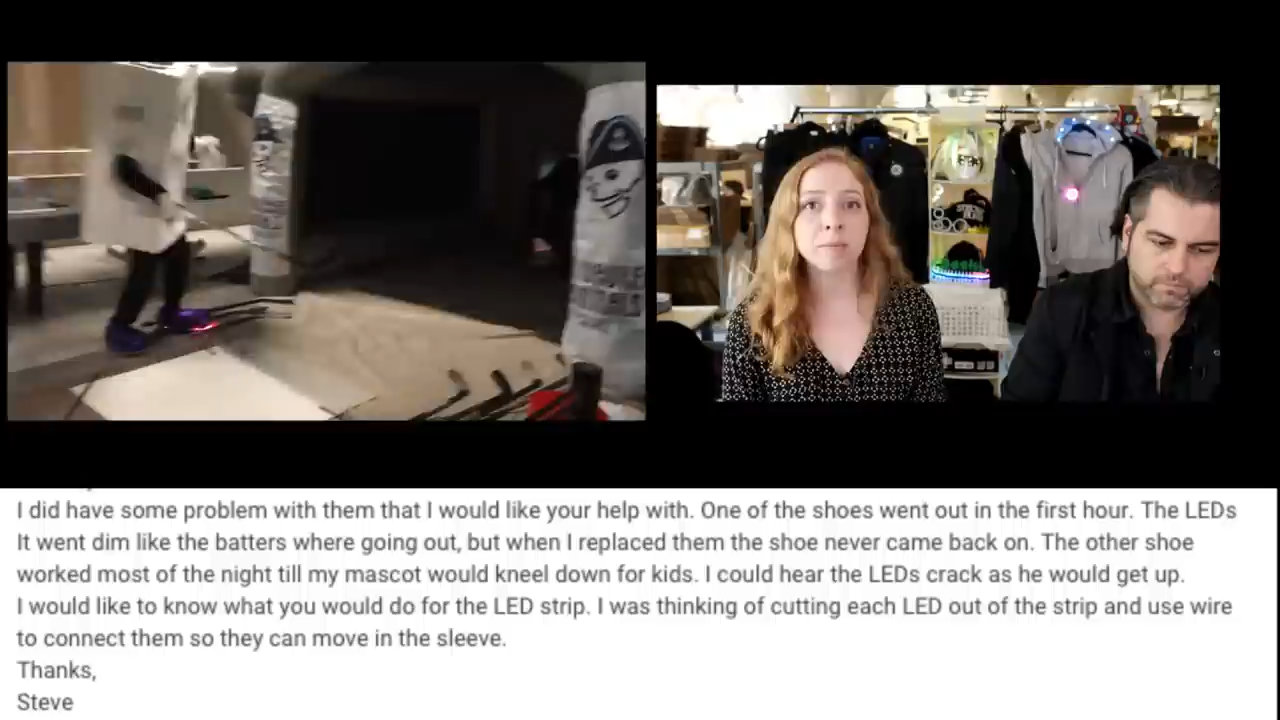 I did have some problem with them that I would like your help with. One of the shoes went out in the first hour. The LEDs
It went dim like the batters where going out, but when I replaced them the shoe never came back on. The other shoe
worked most of the night till my mascot would kneel down for kids. I could hear the LEDs crack as he would get up.
I would like to know what you would do for the LED strip. I was thinking of cutting each LED out of the strip and use wire
to connect them so they can move in the sleeve.
Thanks,
Steve